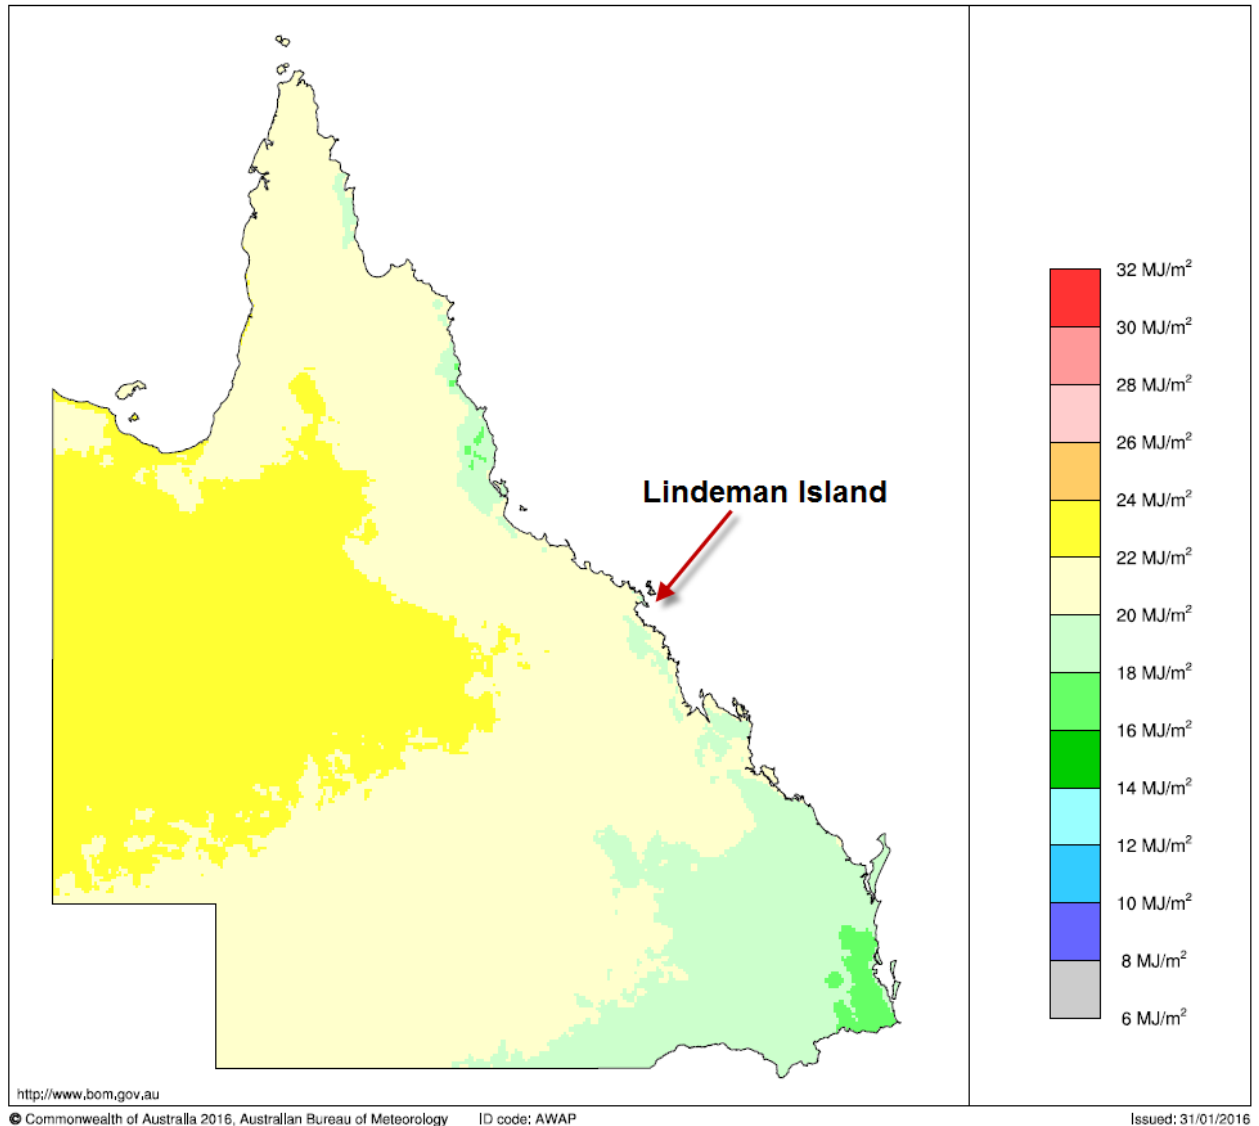 Lindeman Island
32 MJ/m²
30 MJ/m²
28 MJ/m²
26 MJ/m²
24 MJ/m²
22 MJ/m²
20 MJ/m²
18 MJ/m²
16 MJ/m²
14 MJ/m²
12 MJ/m²
10 MJ/m²
8 MJ/m²
6 MJ/m²
http://www.bom.gov.au
© Commonwealth of Australia 2016, Australian Bureau of Meteorology ID code: AWAP Issued: 31/01/2016